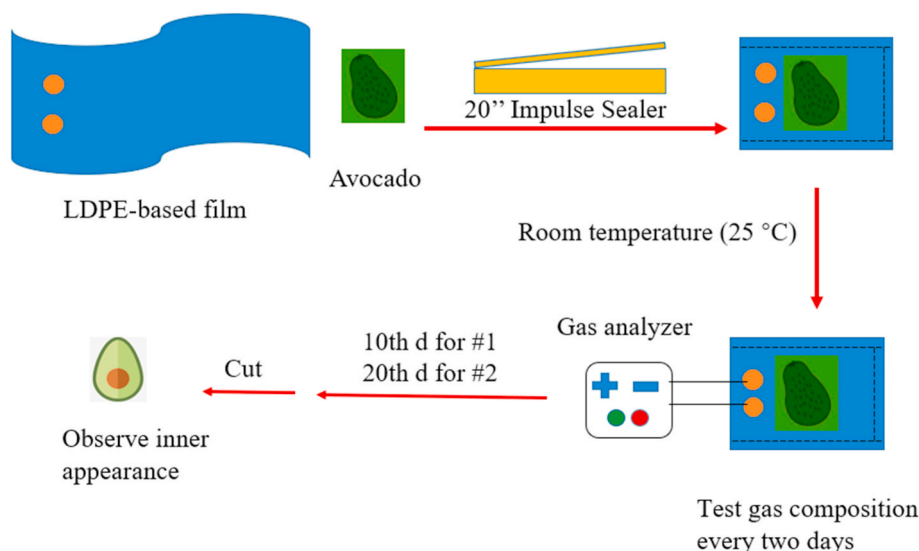 20’’ Impulse Sealer
Avocado
LDPE-based film
Room temperature (25 °C)
Gas analyzer
10th d for #1
20th d for #2
Cut
Observe inner
appearance
Test gas composition
every two days